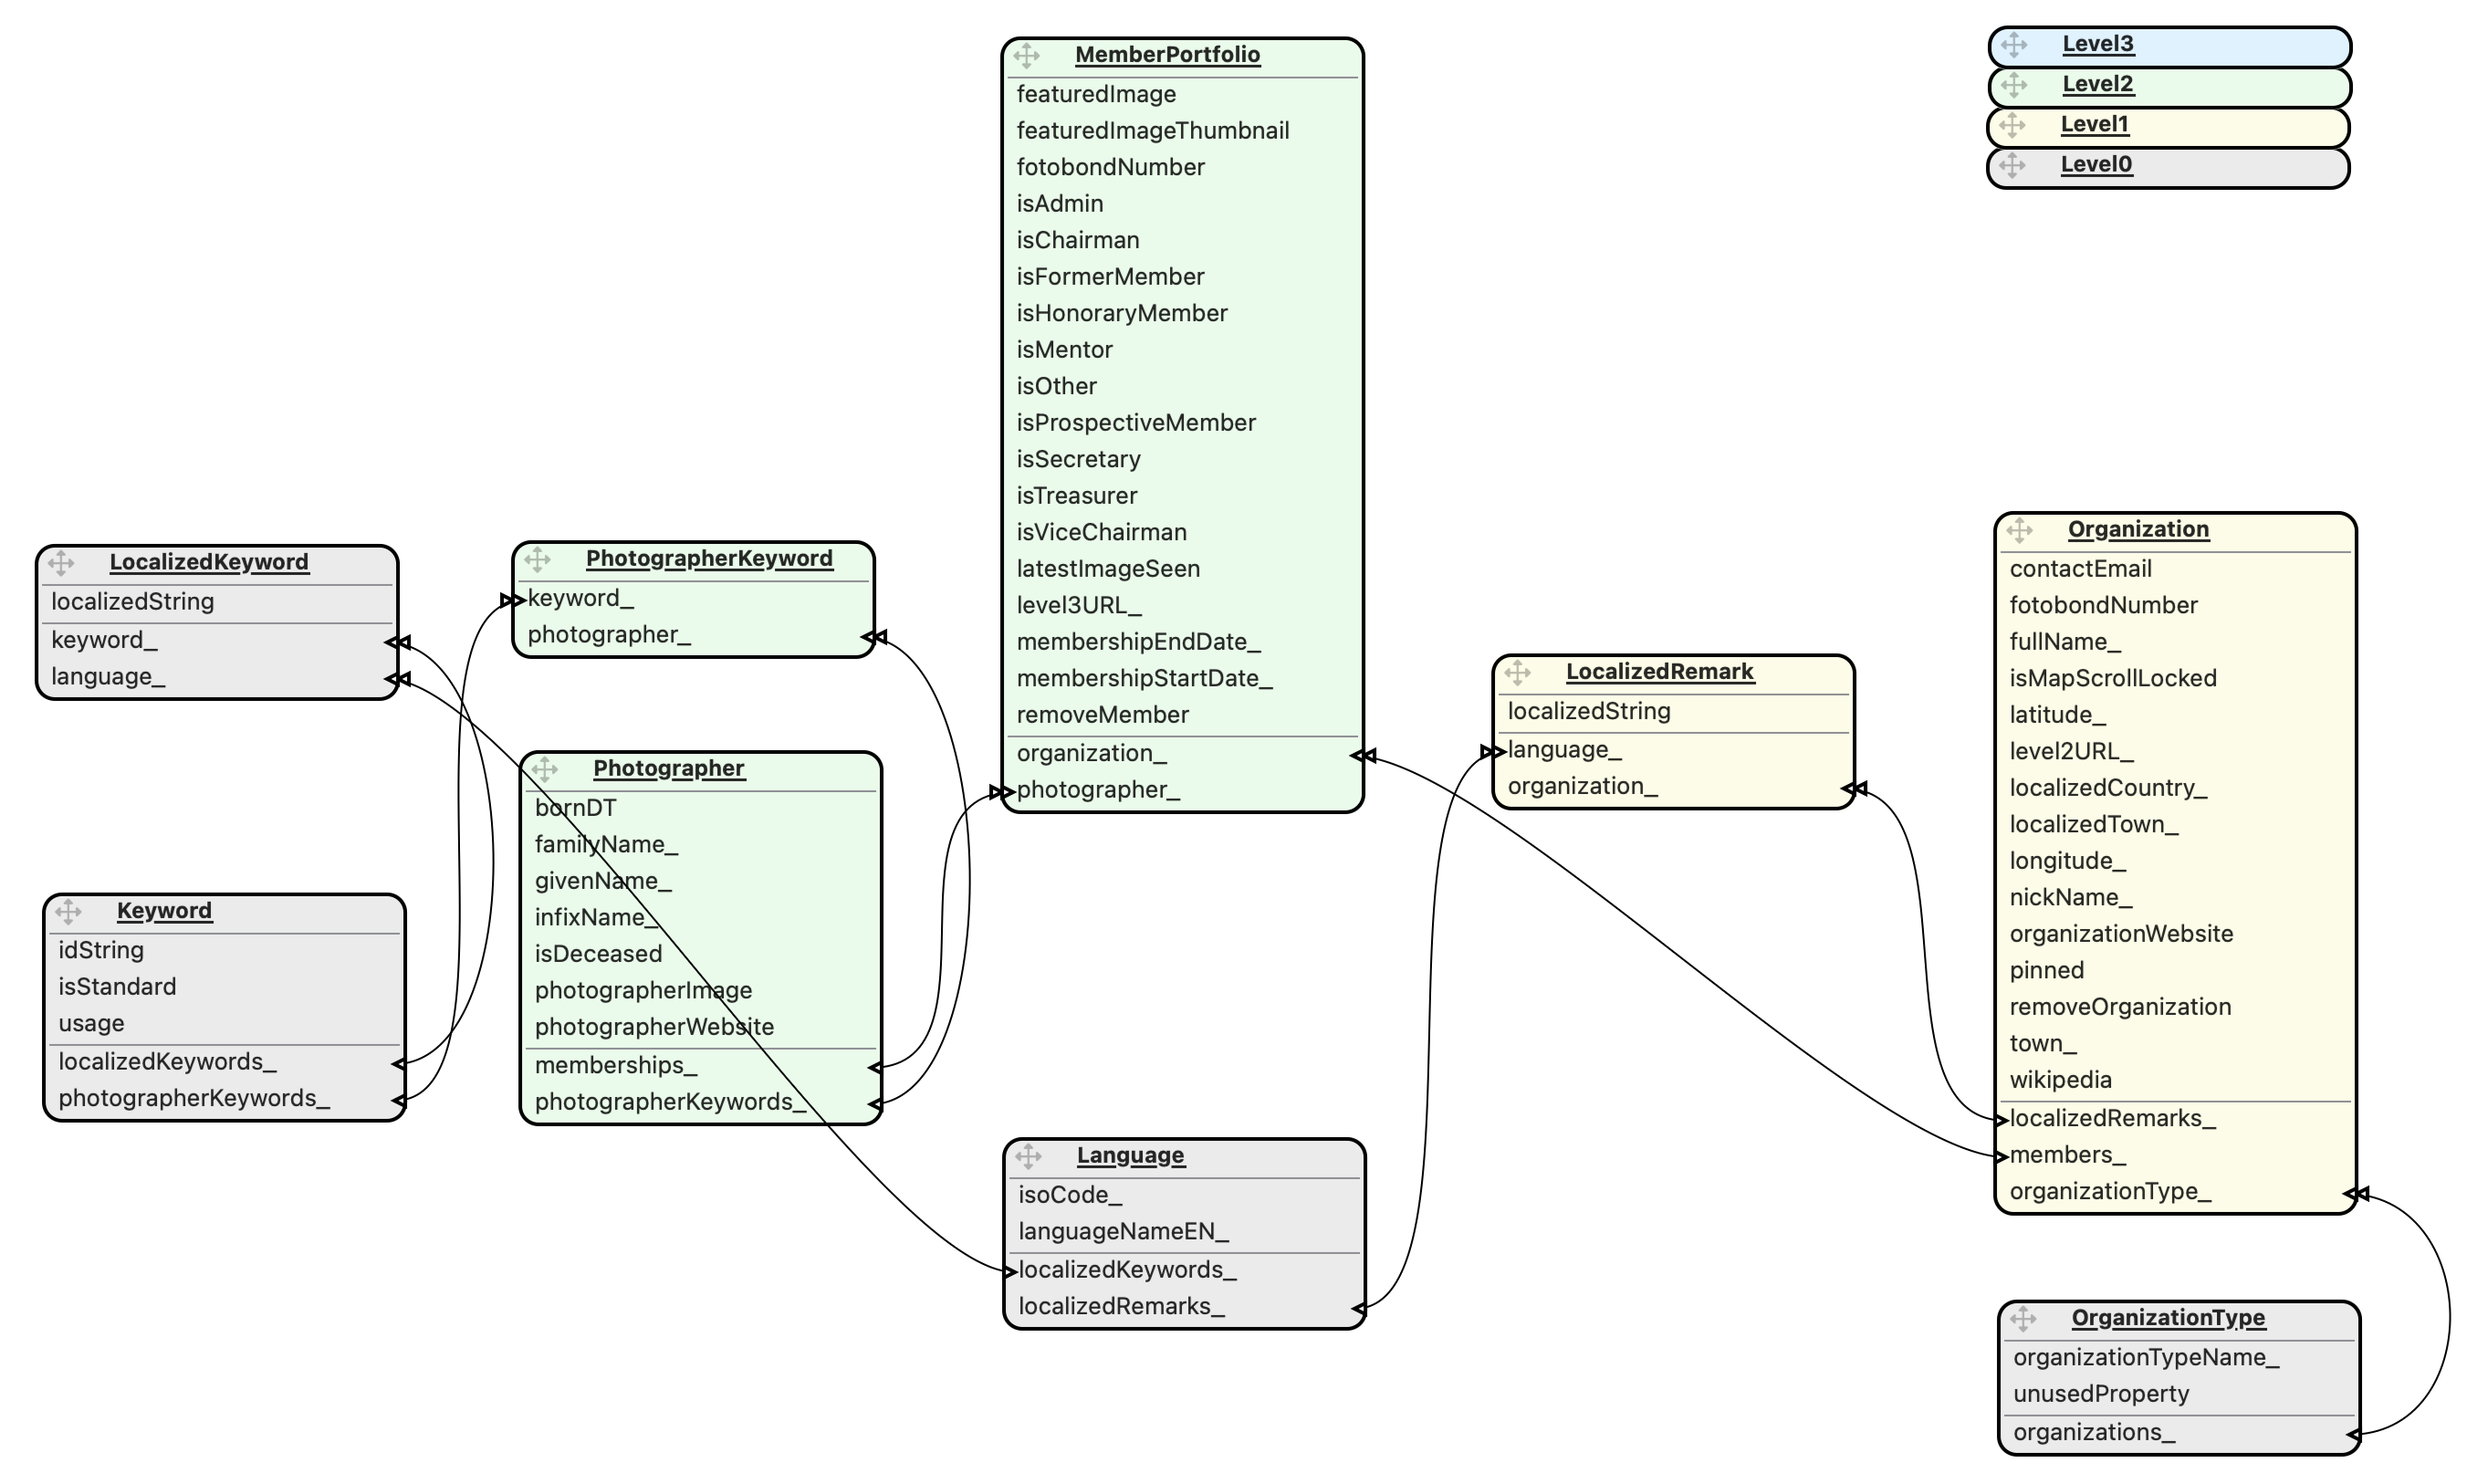 MemberPortfolio
featuredImage
featuredImageThumbnail
fotobondNumber
isAdmin
isChairman
isFormerMember
isHonoraryMember
isMentor
isOther
isProspectiveMember
isSecretary
isTreasurer
isViceChairman
latestImageSeen
level3URL_
membershipEndDate_
membershipStartDate_
removeMember
organization_
photographer_
Level3
Level2
Level1
Level0
LocalizedKeyword
localizedString
keyword_
language_
PhotographerKeyword
keyword_
photographer_
Keyword
idString
isStandard
usage
localizedKeywords_
photographerKeywords_
Photographer
bornDT
familyName_
givenName_
infixName_
isDeceased
photographerImage
photographerWebsite
memberships_
photographerKeywords_
Language
isoCode_
languageNameEN_
localizedKeywords_
localizedRemarks_
LocalizedRemark
localizedString
language_
organization_
Organization
contactEmail
fotobondNumber
fullName_
isMapScrollLocked
latitude_
level2URL_
localizedCountry_
localizedTown_
longitude_
nickName_
organizationWebsite
pinned
removeOrganization
town_
wikipedia
localizedRemarks_
members_
organizationType_
OrganizationType
organizationTypeName_
unusedProperty
organizations_